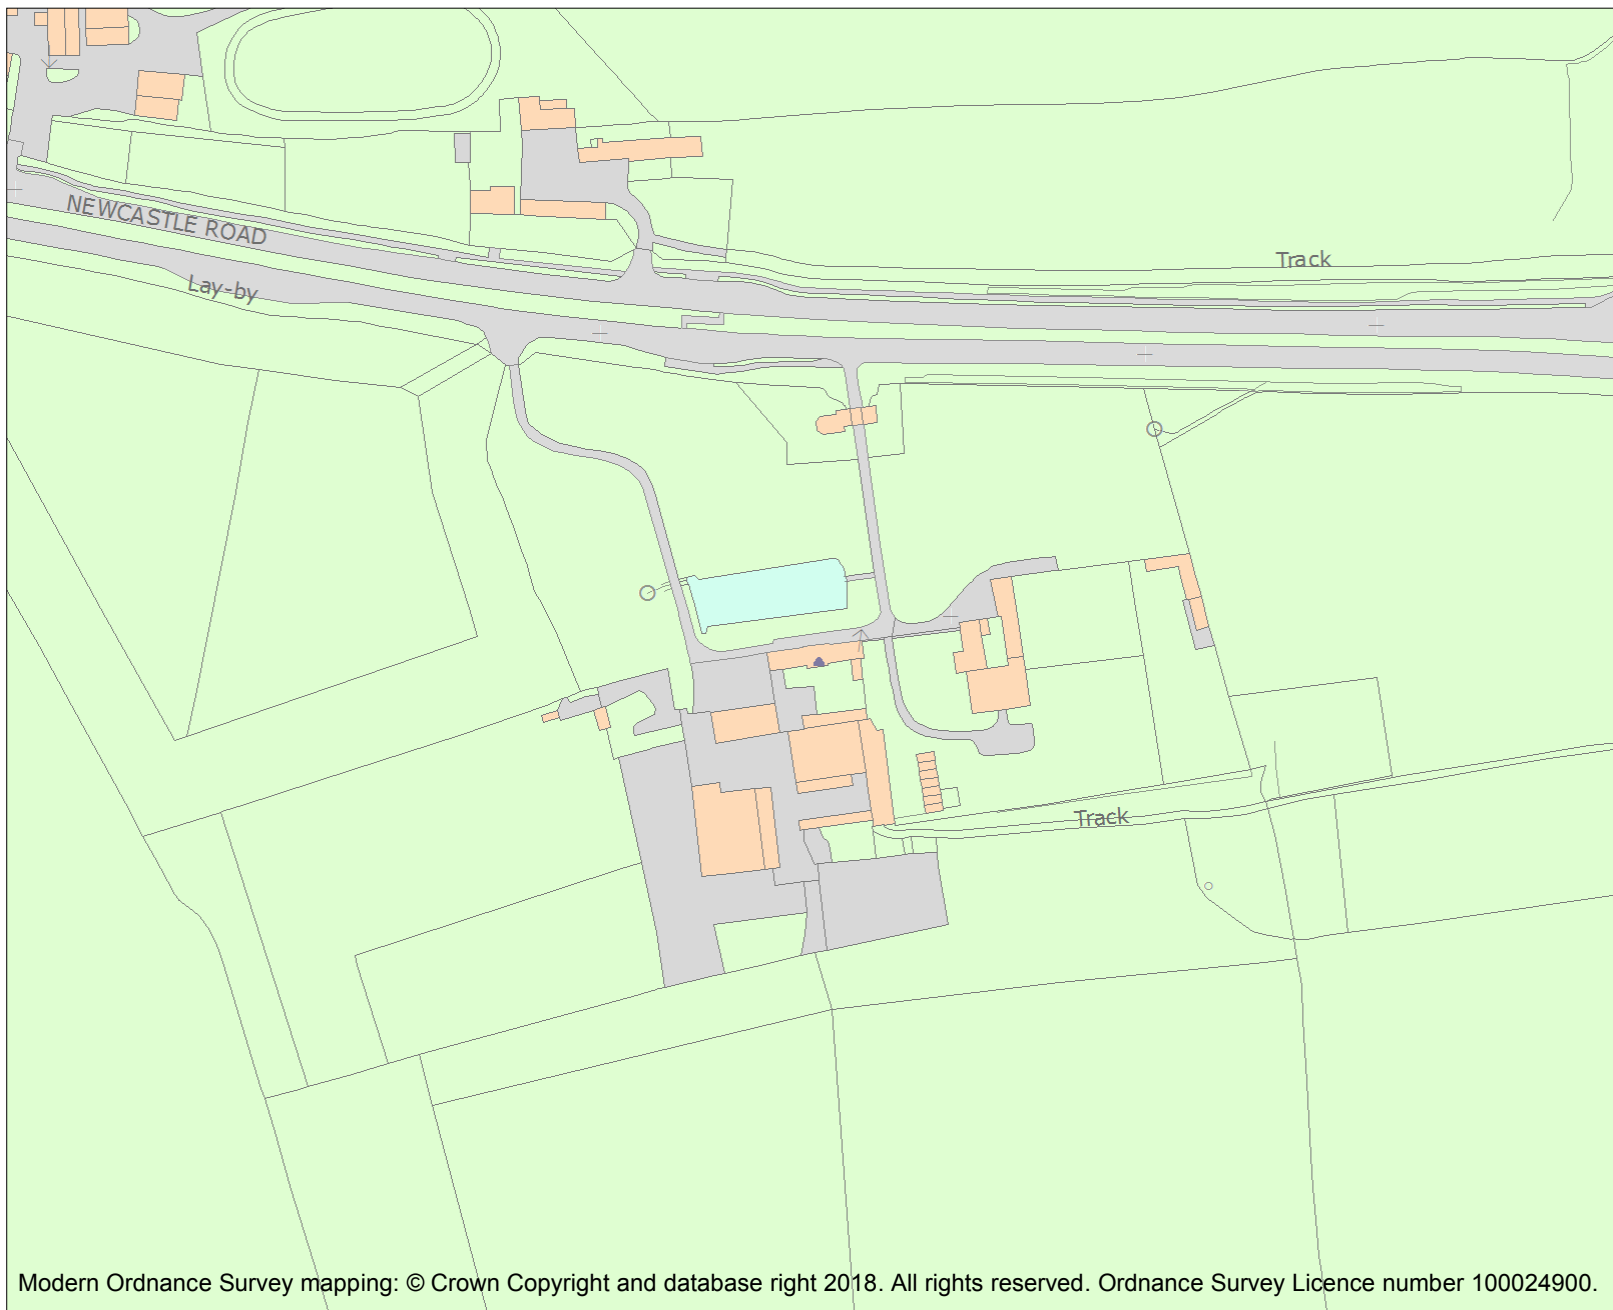 NEWCASTLE ROAD
Lay-by
Track
Track
Modern Ordnance Survey mapping: © Crown Copyright and database right 2018. All rights reserved. Ordnance Survey Licence number 100024900.